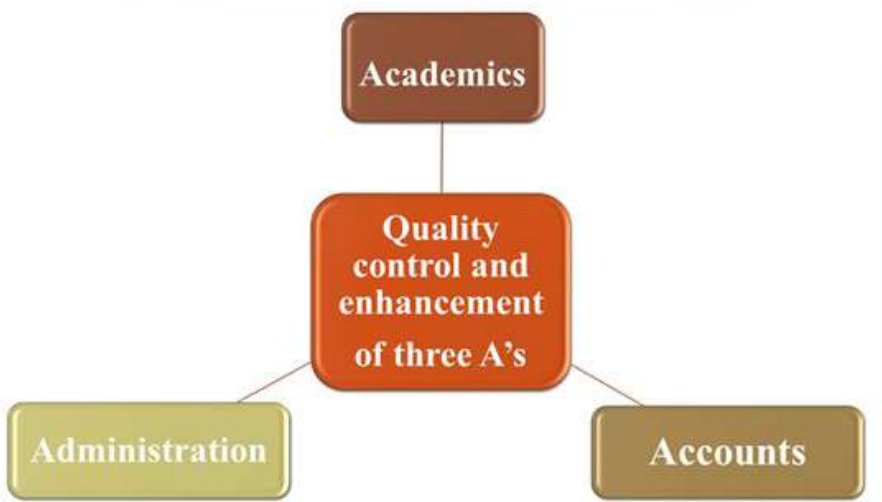 Academics
Quality
control and
enhancement
of three A's
Administration
Accounts